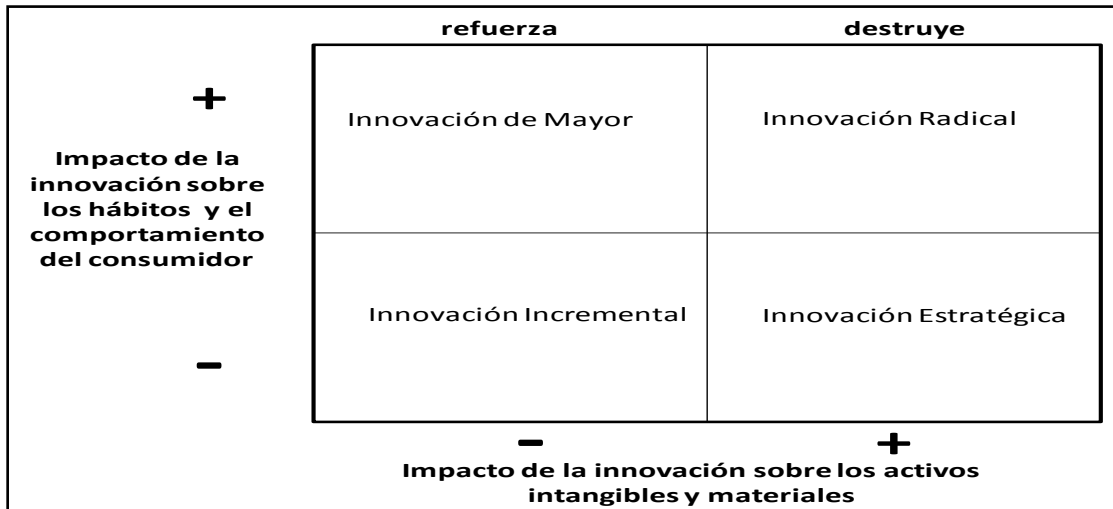 refuerza destruye
+
Innovación de Mayor Innovación Radical
Impacto de la
innovación sobre
los hábitos y el
comportamiento
del consumidor
Innovación Incremental Innovación Estratégica
-
- +
Impacto de la innovación sobre los activos
intangibles y materiales